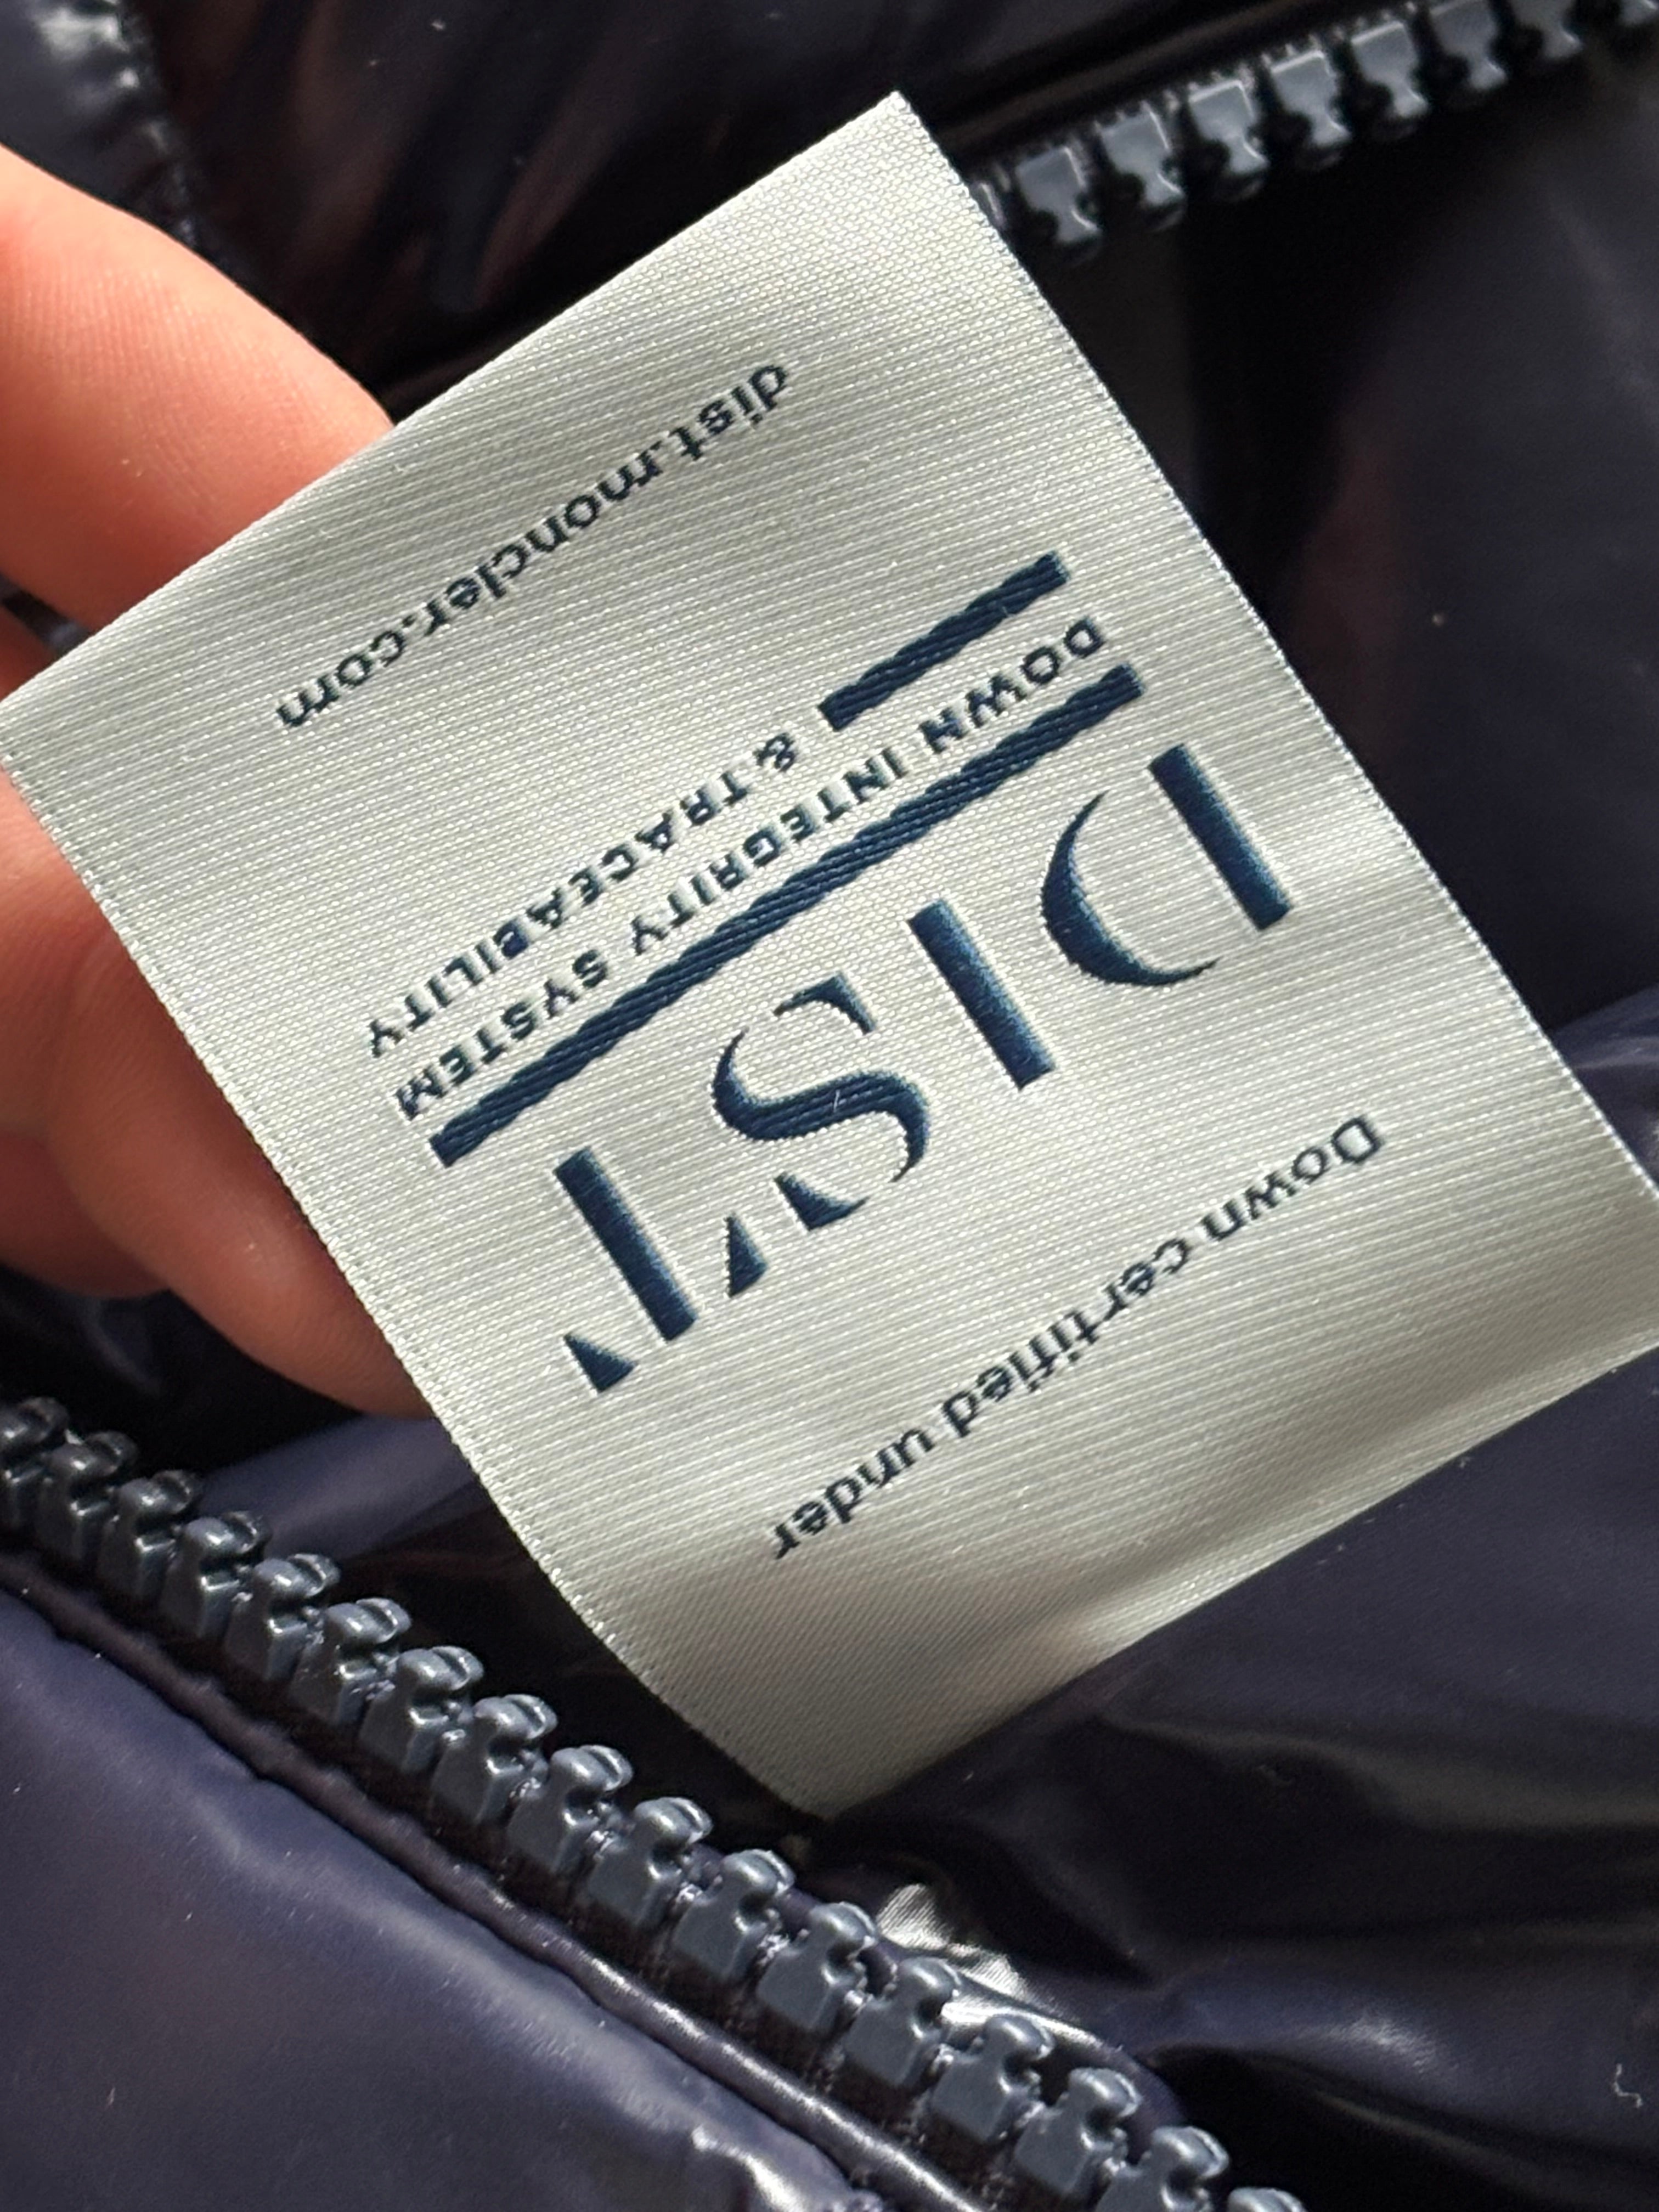 Down certified under
DIST
DOWN INTEGRITY SYSTEM
& TRACEABILITY
dist.moncler.com